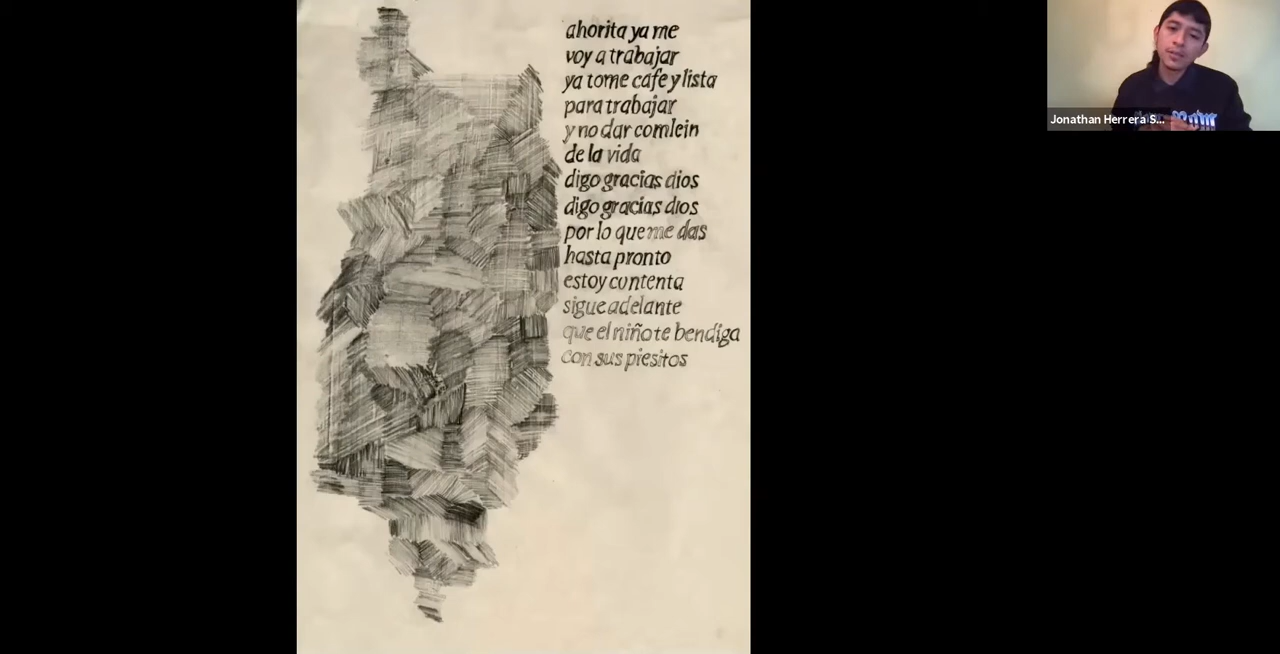 ahorita ya me
voy a trabajar
ya tome cafe y lista
para trabajar
y no dar comlein
de la vida
digo gracias dios
digo gracias dios
por lo que me das
hasta pronto
estoy contenta
sigue adelante
que el niño te bendiga
con sus piesitos
Jonathan Herrera S...